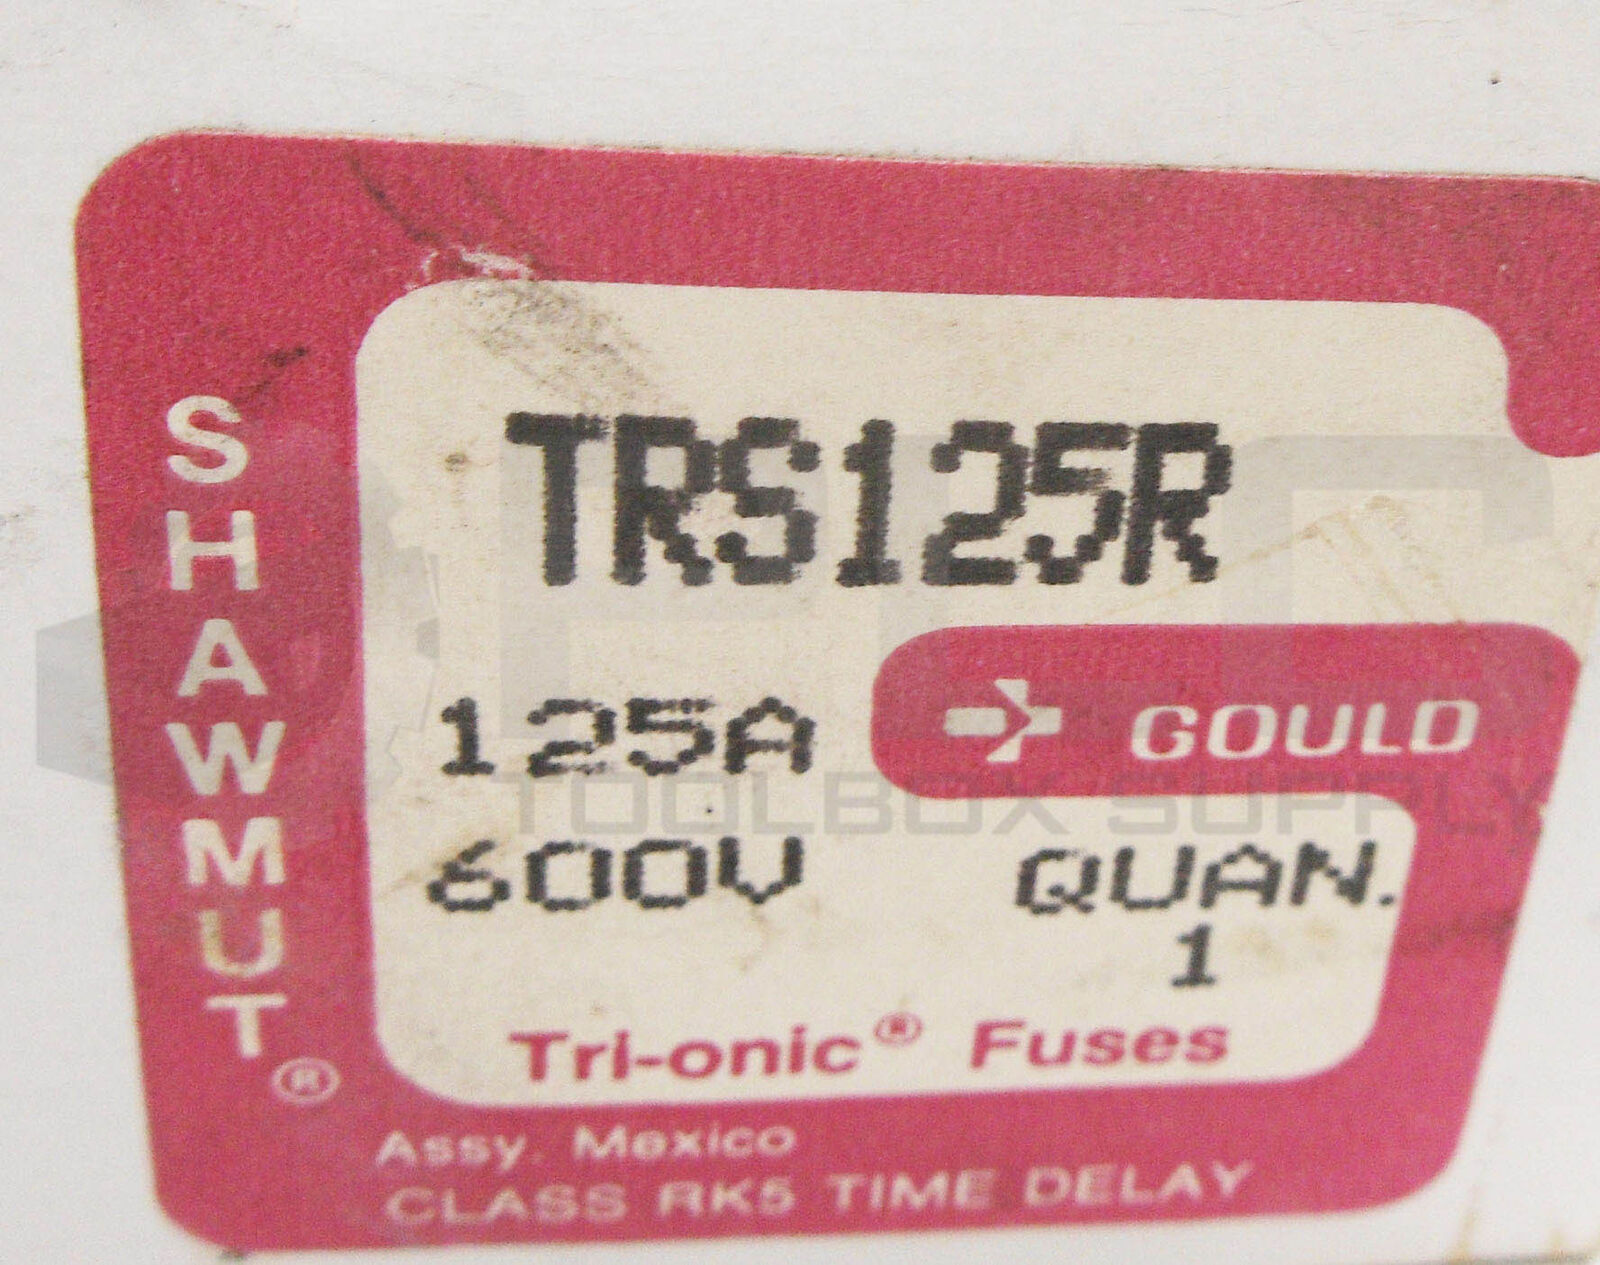 SHAWMUT®
TRS125R
125A
GOULD
600V QUAN.
1
Tri-onic® Fuses
Assy. Mexico
CLASS RK5 TIME DELAY
TOOLBOX SUPPLY